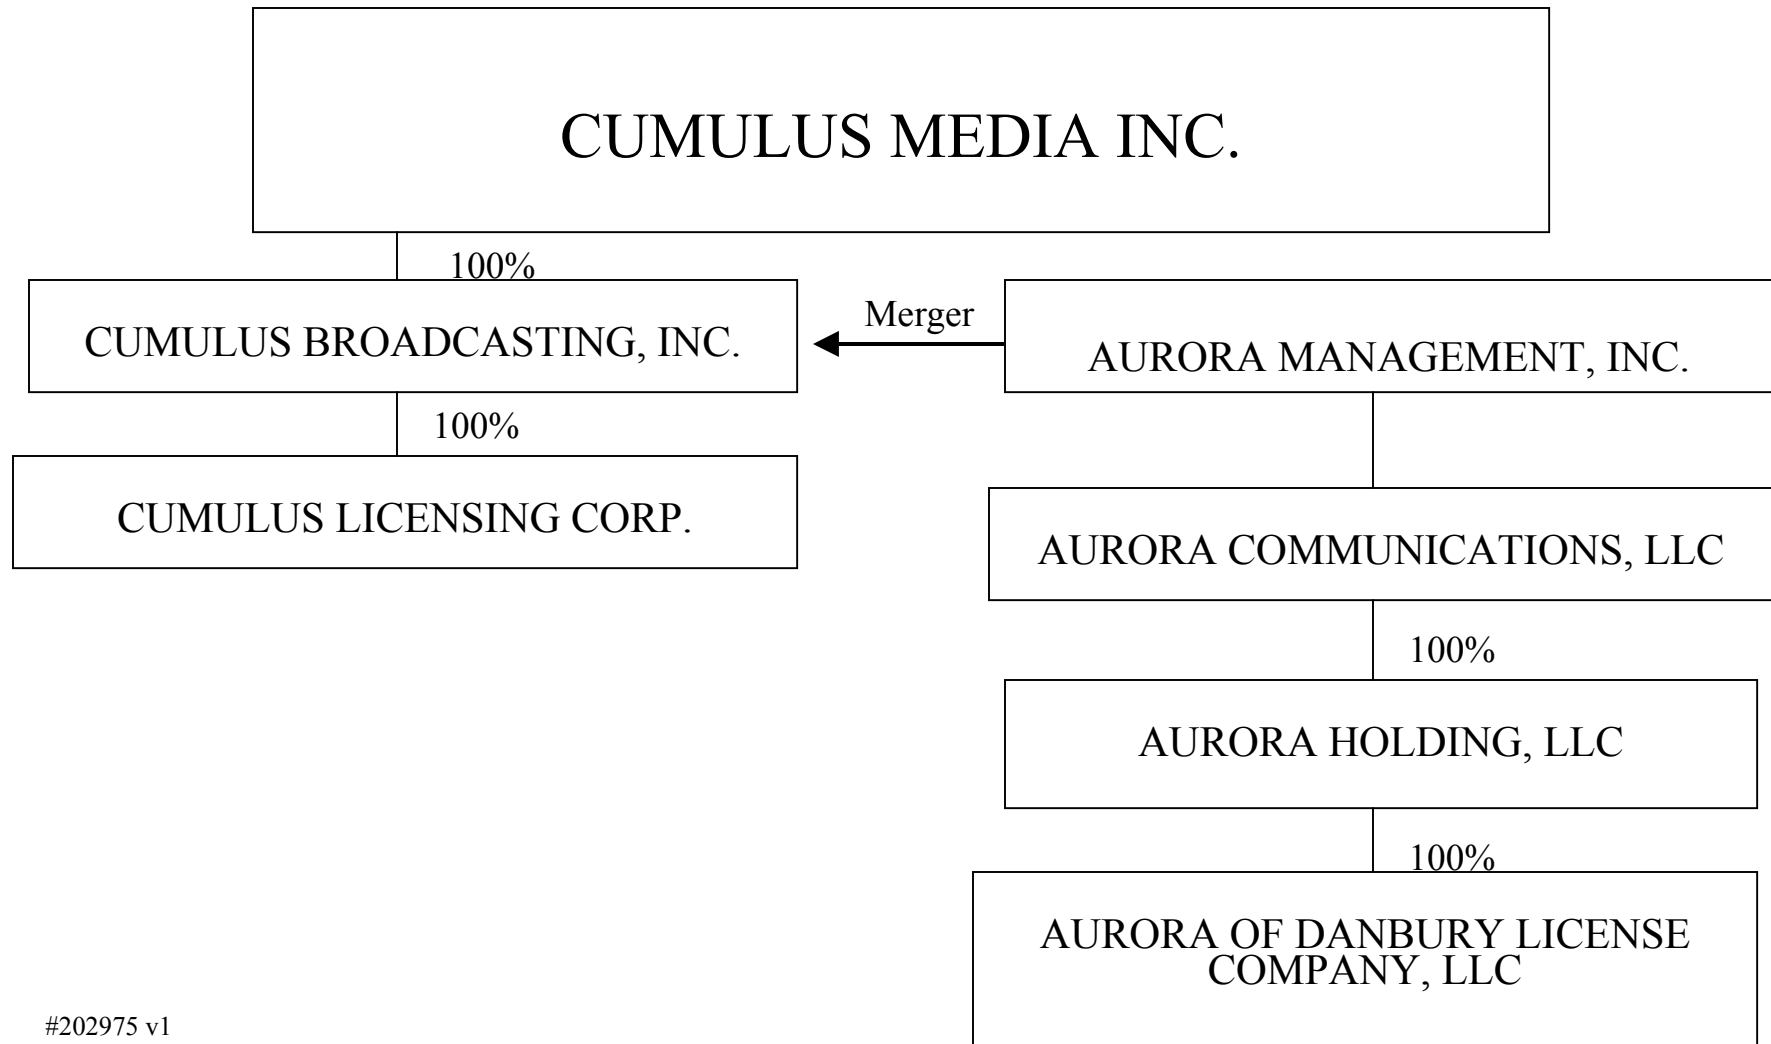 CUMULUS MEDIA INC.
100%
CUMULUS BROADCASTING, INC.
Merger
AURORA MANAGEMENT, INC.
100%
CUMULUS LICENSING CORP.
AURORA COMMUNICATIONS, LLC
100%
AURORA HOLDING, LLC
100%
AURORA OF DANBURY LICENSE
COMPANY, LLC
#202975 v1